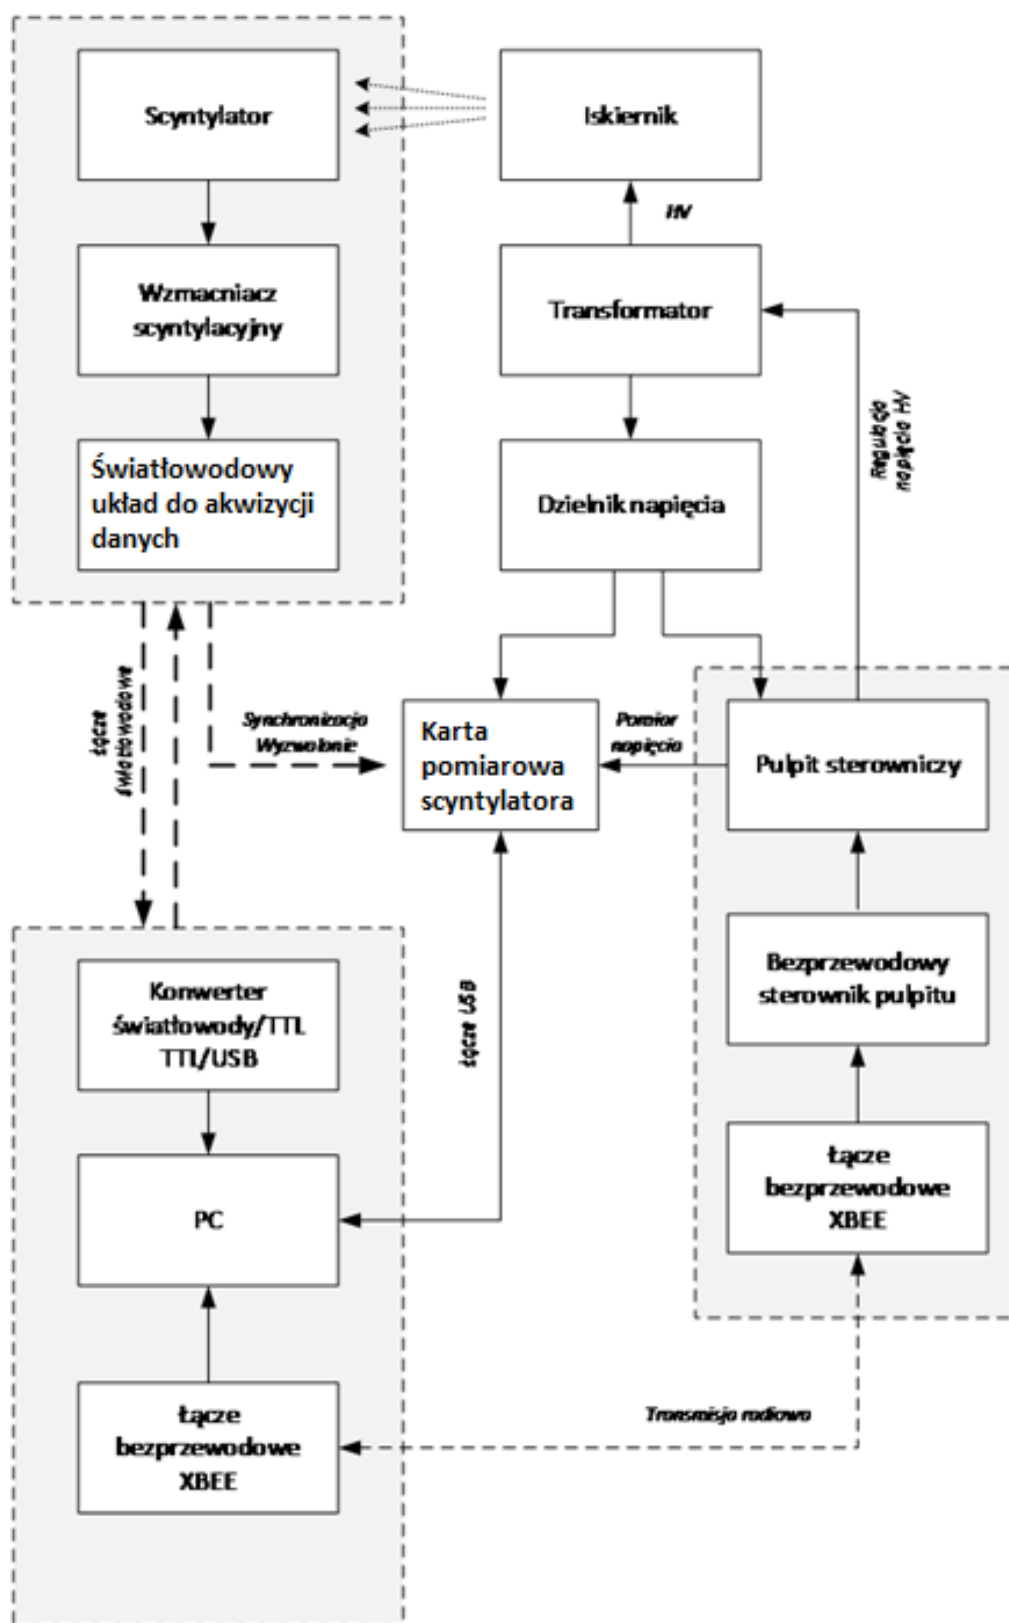 Scyntylator
Iskiernik
HV
Wzmacniacz
scyntylacyjny
Transformator
Regulacja
napięcia HV
Światłowodowy
układ do akwizycji
danych
Dzielnik napięcia
Łącze
światłowodowe
Synchronizacja
Wyzwolenie
Karta
pomiarowa
scyntylatora
Pomiar
napięcia
Pulpit sterowniczy
Konwerter
światłowody/TTL
TTL/USB
Łącze USB
Bezprzewodowy
sterownik pulpitu
PC
Łącze
bezprzewodowe
XBEE
Transmisja radiowa
Łącze
bezprzewodowe
XBEE